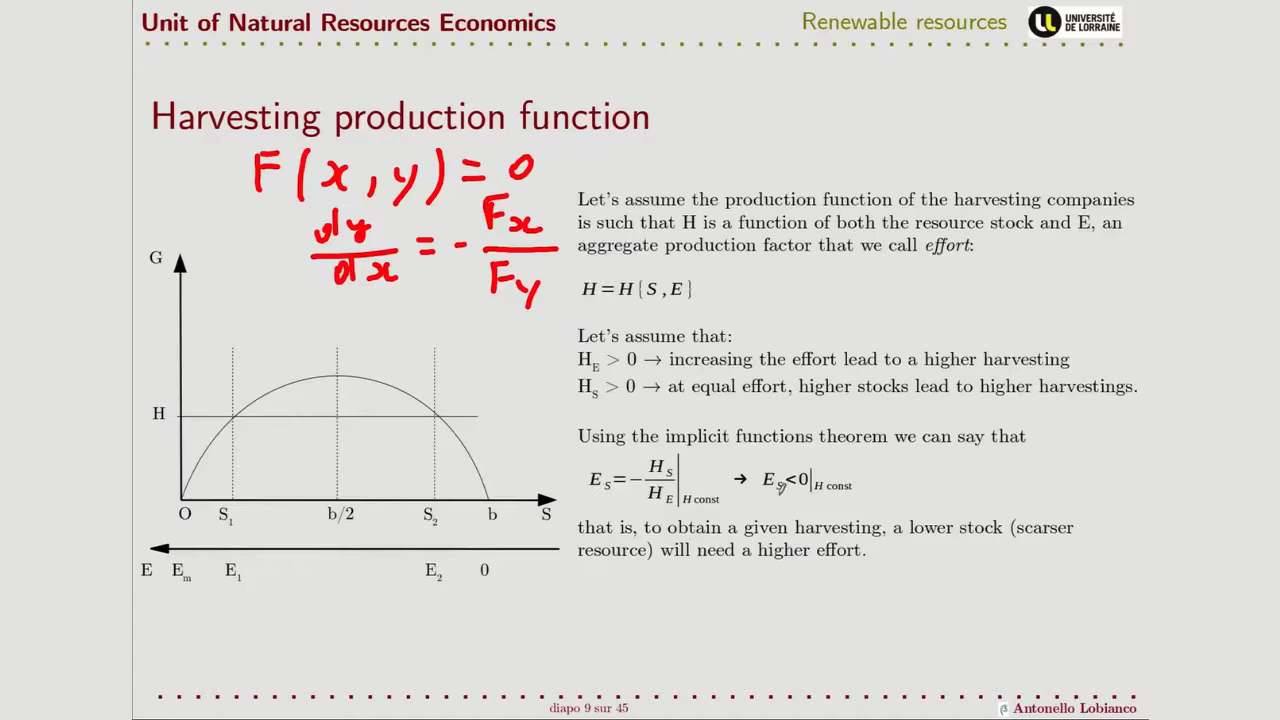 Unit of Natural Resources Economics
Renewable resources
UNIVERSITÉ
DE LORRAINE
Harvesting production function
F(x,y)=0
dy/dx = - Fx/Fy
Let's assume the production function of the harvesting companies
is such that H is a function of both the resource stock and E, an
aggregate production factor that we call effort:
H=H{S,E}
Let's assume that:
H_E > 0 → increasing the effort lead to a higher harvesting
H_S > 0 → at equal effort, higher stocks lead to higher harvestings.
Using the implicit functions theorem we can say that
E_S=-H_S/H_E|H const → E_S<0|H const
that is, to obtain a given harvesting, a lower stock (scarser
resource) will need a higher effort.
G
H
O S1 b/2 S2 b S
E Em E1 E2 0
diapo 9 sur 45
β Antonello Lobianco